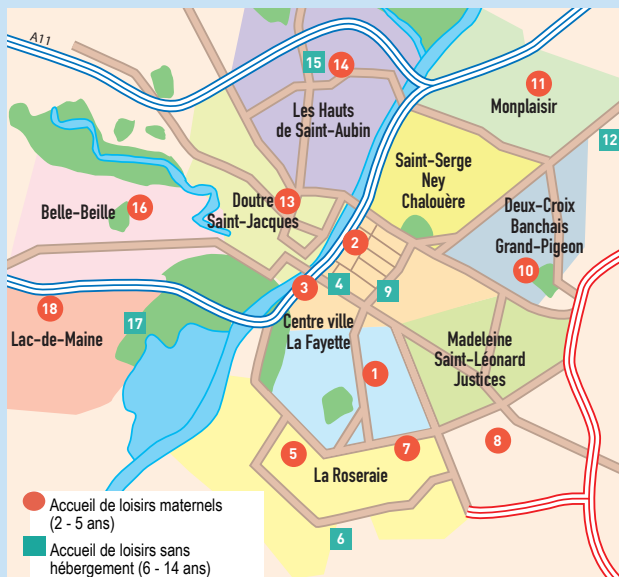 A11
15
14
11
Les Hauts
de Saint-Aubin
Monplaisir
12
Saint-Serge
Ney
Chalouère
Belle-Beille
16
Doutre
Saint-Jacques
13
Deux-Croix
Banchais
Grand-Pigeon
2
10
3
4
9
18
17
Lac-de-Maine
Centre ville
La Fayette
Madeleine
Saint-Léonard
Justices
1
5
7
8
La Roseraie
6
Accueil de loisirs maternels
(2 - 5 ans)
Accueil de loisirs sans
hébergement (6 - 14 ans)